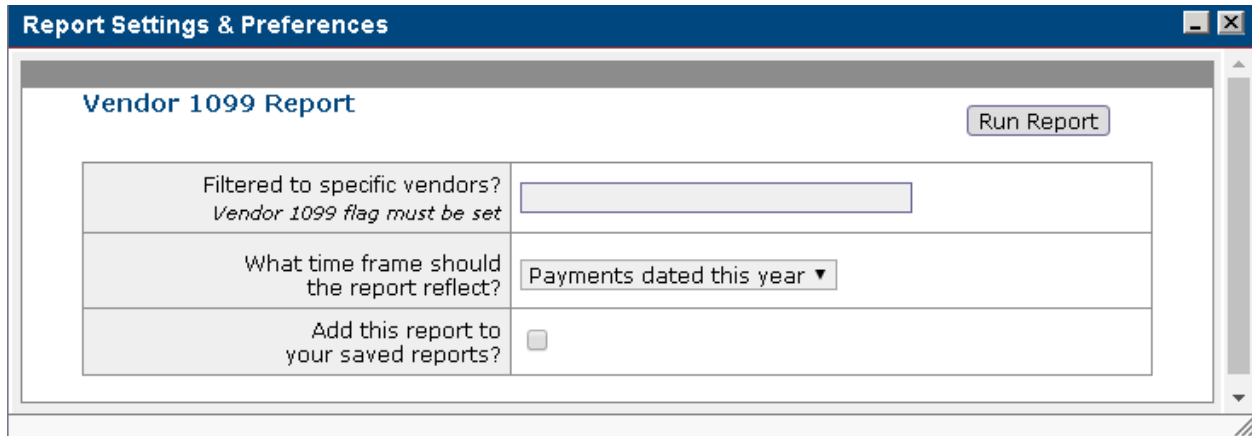 Report Settings & Preferences
Vendor 1099 Report
Run Report
Filtered to specific vendors?
Vendor 1099 flag must be set
What time frame should
the report reflect?
Payments dated this year
Add this report to
your saved reports?